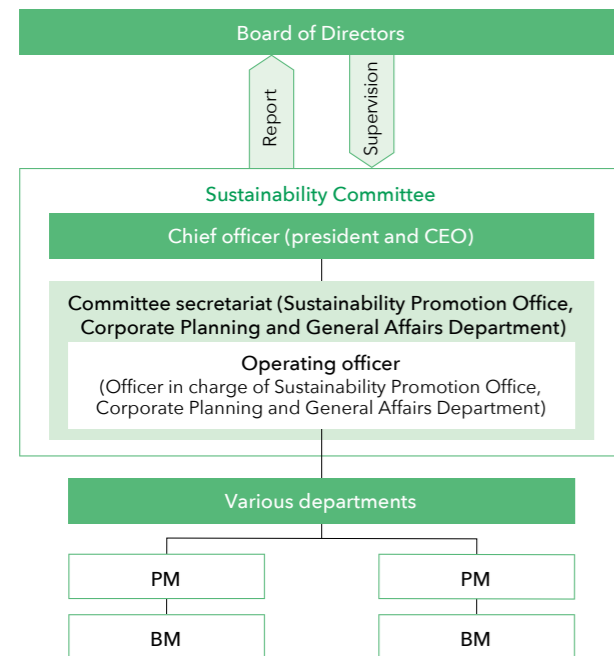 Board of Directors
Report
Supervision
Sustainability Committee
Chief officer (president and CEO)
Committee secretariat (Sustainability Promotion Office,
Corporate Planning and General Affairs Department)
Operating officer
(Officer in charge of Sustainability Promotion Office,
Corporate Planning and General Affairs Department)
Various departments
PM
PM
BM
BM